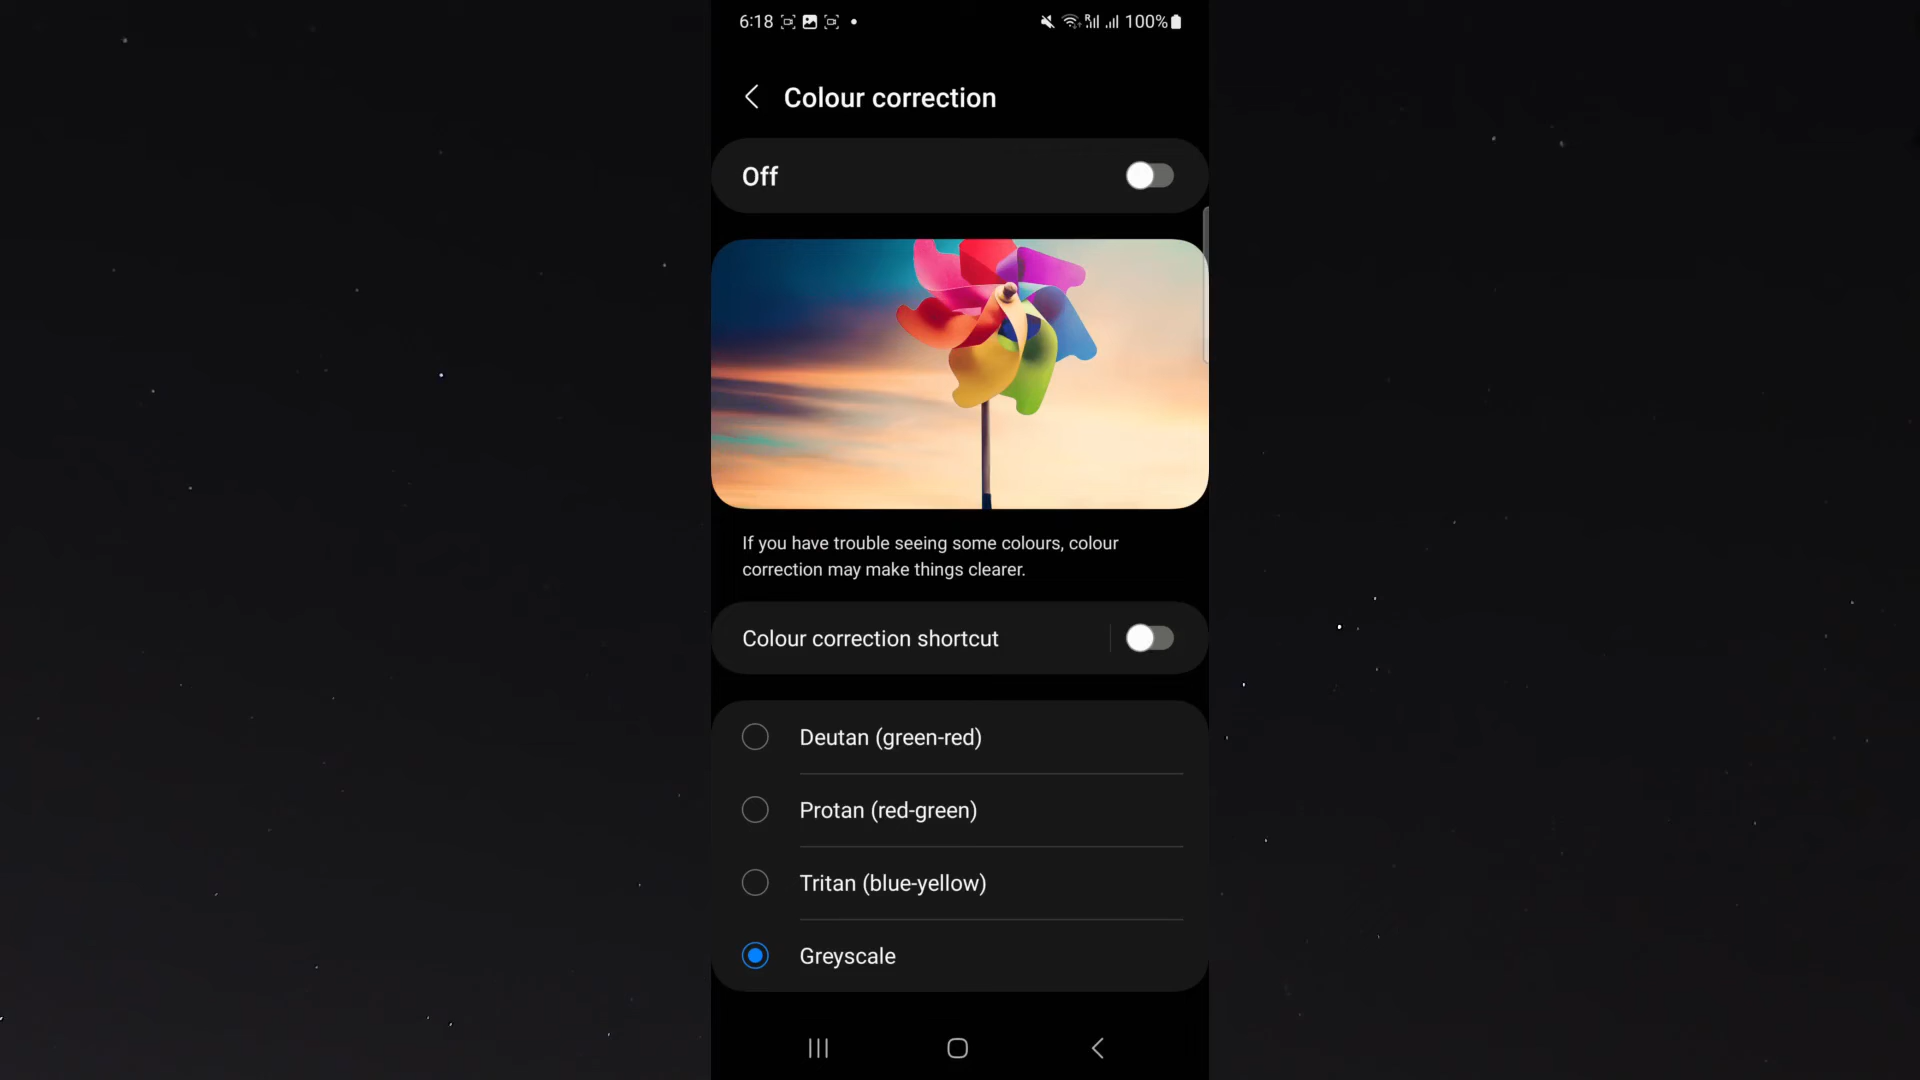 6:18 100%
Colour correction
Off
If you have trouble seeing some colours, colour
correction may make things clearer.
Colour correction shortcut
Deutan (green-red)
Protan (red-green)
Tritan (blue-yellow)
Greyscale